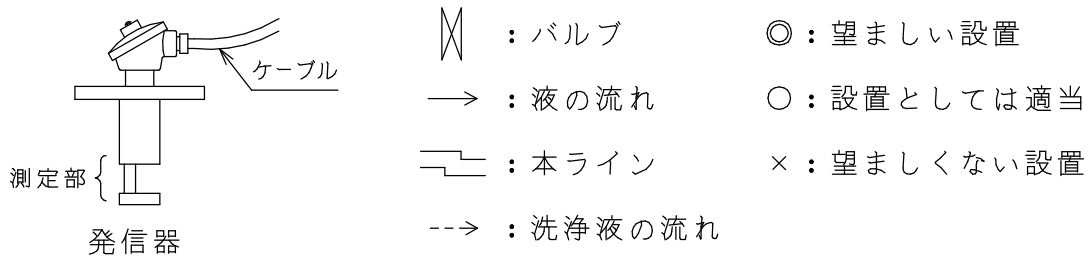 ケーブル
測定部
発信器
：バルブ
：液の流れ
：本ライン
：洗浄液の流れ
◎：望ましい設置
○：設置としては適当
×：望ましくない設置